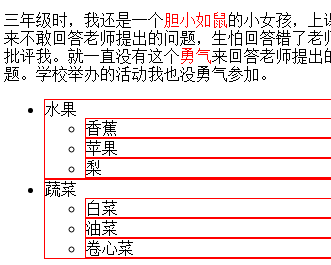 三年级时，我还是一个胆小如鼠的小女孩，上课
来不敢回答老师提出的问题，生怕回答错了老师
批评我。就一直没有这个勇气来回答老师提出的
题。学校举办的活动我也没勇气参加。
水果
香蕉
苹果
梨
蔬菜
白菜
油菜
卷心菜